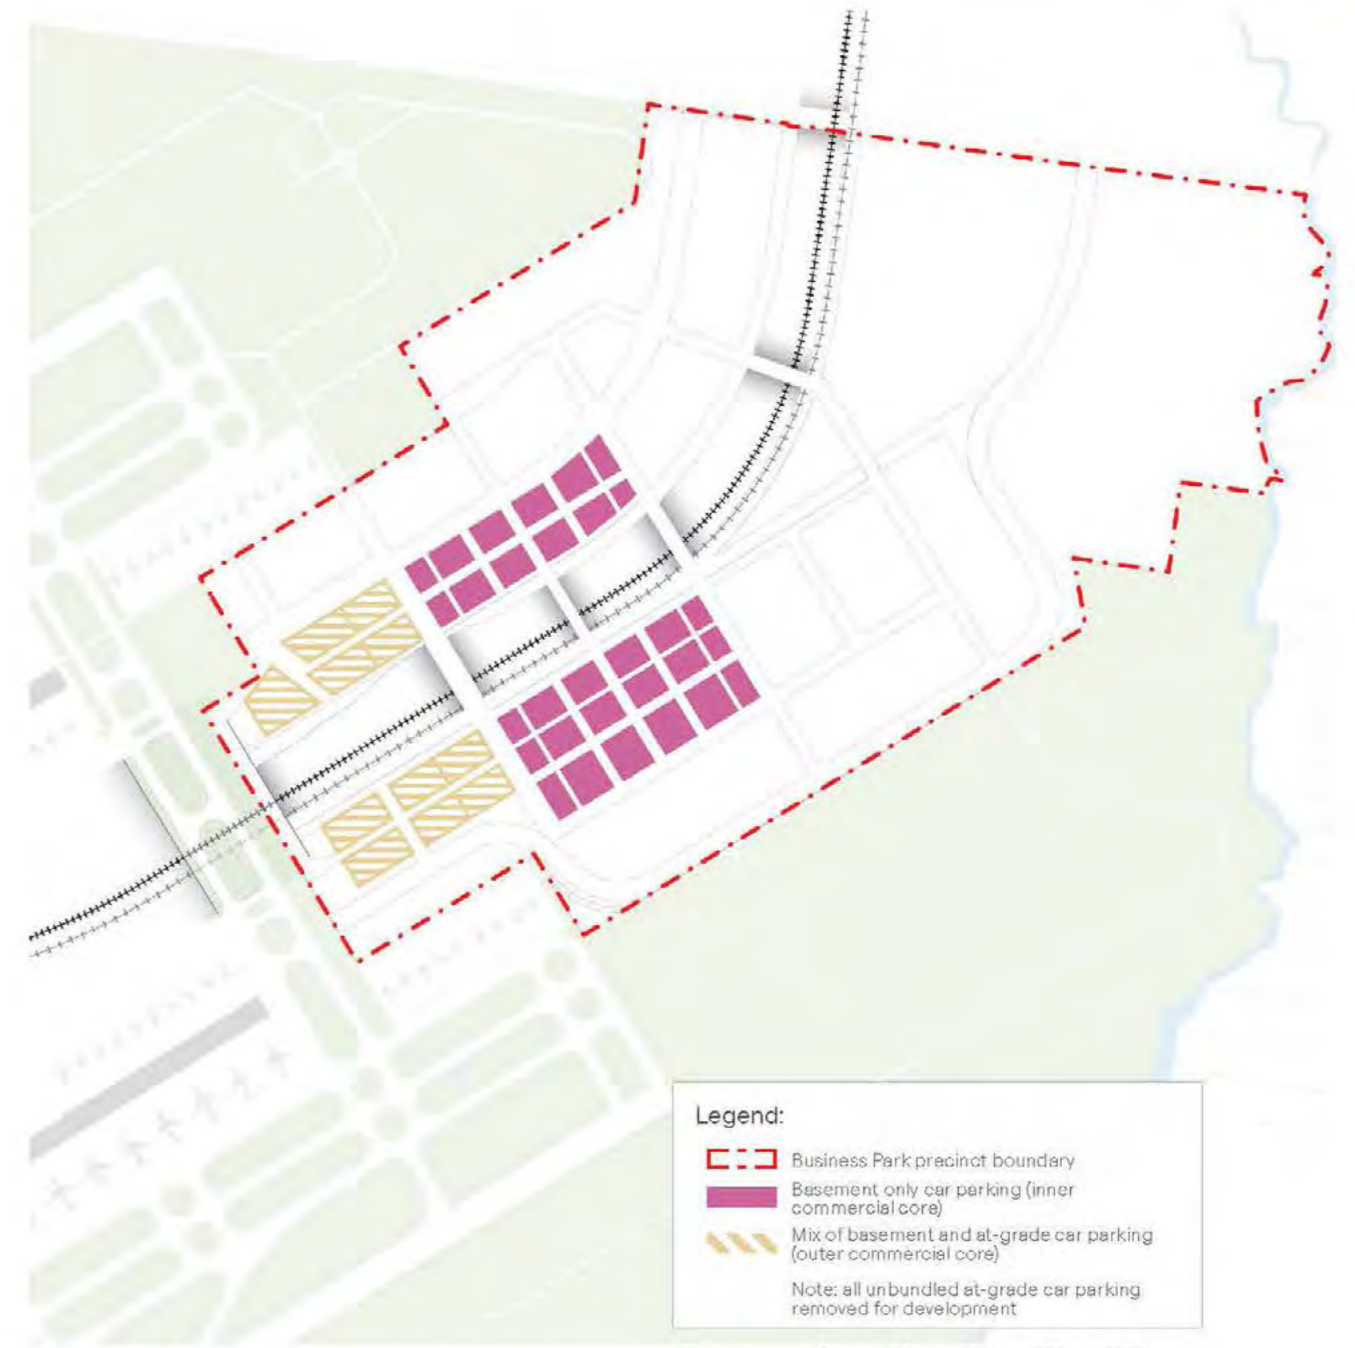 Legend:
Business Park precinct boundary
Basement only car parking (inner
commercial core)
Mix of basement and at-grade car parking
(outer commercial core)
Note: all unbundled at-grade car parking
removed for development